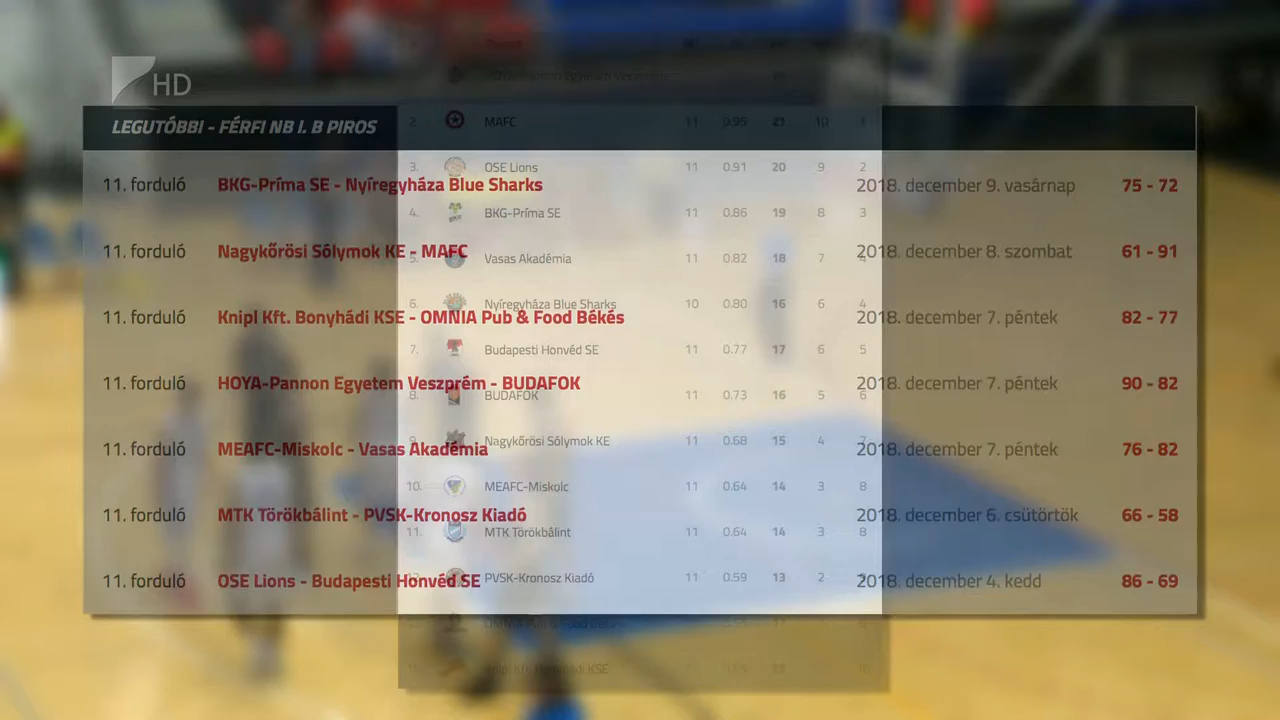 HD
LEGUTÓBBI - FÉRFI NB I. B PIROS
11. forduló BKG-Príma SE - Nyíregyháza Blue Sharks 2018. december 9. vasárnap 75 - 72
11. forduló Nagykőrösi Sólymok KE - MAFC 2018. december 8. szombat 61 - 91
11. forduló Knipl Kft. Bonyhádi KSE - OMNIA Pub & Food Békés 2018. december 7. péntek 82 - 77
11. forduló HOYA-Pannon Egyetem Veszprém - BUDAFOK 2018. december 7. péntek 90 - 82
11. forduló MEAFC-Miskolc - Vasas Akadémia 2018. december 7. péntek 76 - 82
11. forduló MTK Törökbálint - PVSK-Kronosz Kiadó 2018. december 6. csütörtök 66 - 58
11. forduló OSE Lions - Budapesti Honvéd SE 2018. december 4. kedd 86 - 69
2. MAFC 11 0.95 21 10 1
3. OSE Lions 11 0.91 20 9 2
4. BKG-Príma SE 11 0.86 19 8 3
5. Vasas Akadémia 11 0.82 18 7 4
6. Nyíregyháza Blue Sharks 10 0.80 16 6 4
7. Budapesti Honvéd SE 11 0.77 17 6 5
8. BUDAFOK 11 0.73 16 5 6
9. Nagykőrösi Sólymok KE 11 0.68 15 4 7
10. MEAFC-Miskolc 11 0.64 14 3 8
11. MTK Törökbálint 11 0.64 14 3 8
12. PVSK-Kronosz Kiadó 11 0.59 13 2
OMNIA Pub & Food Békés
Knipl Kft. Bonyhádi KSE